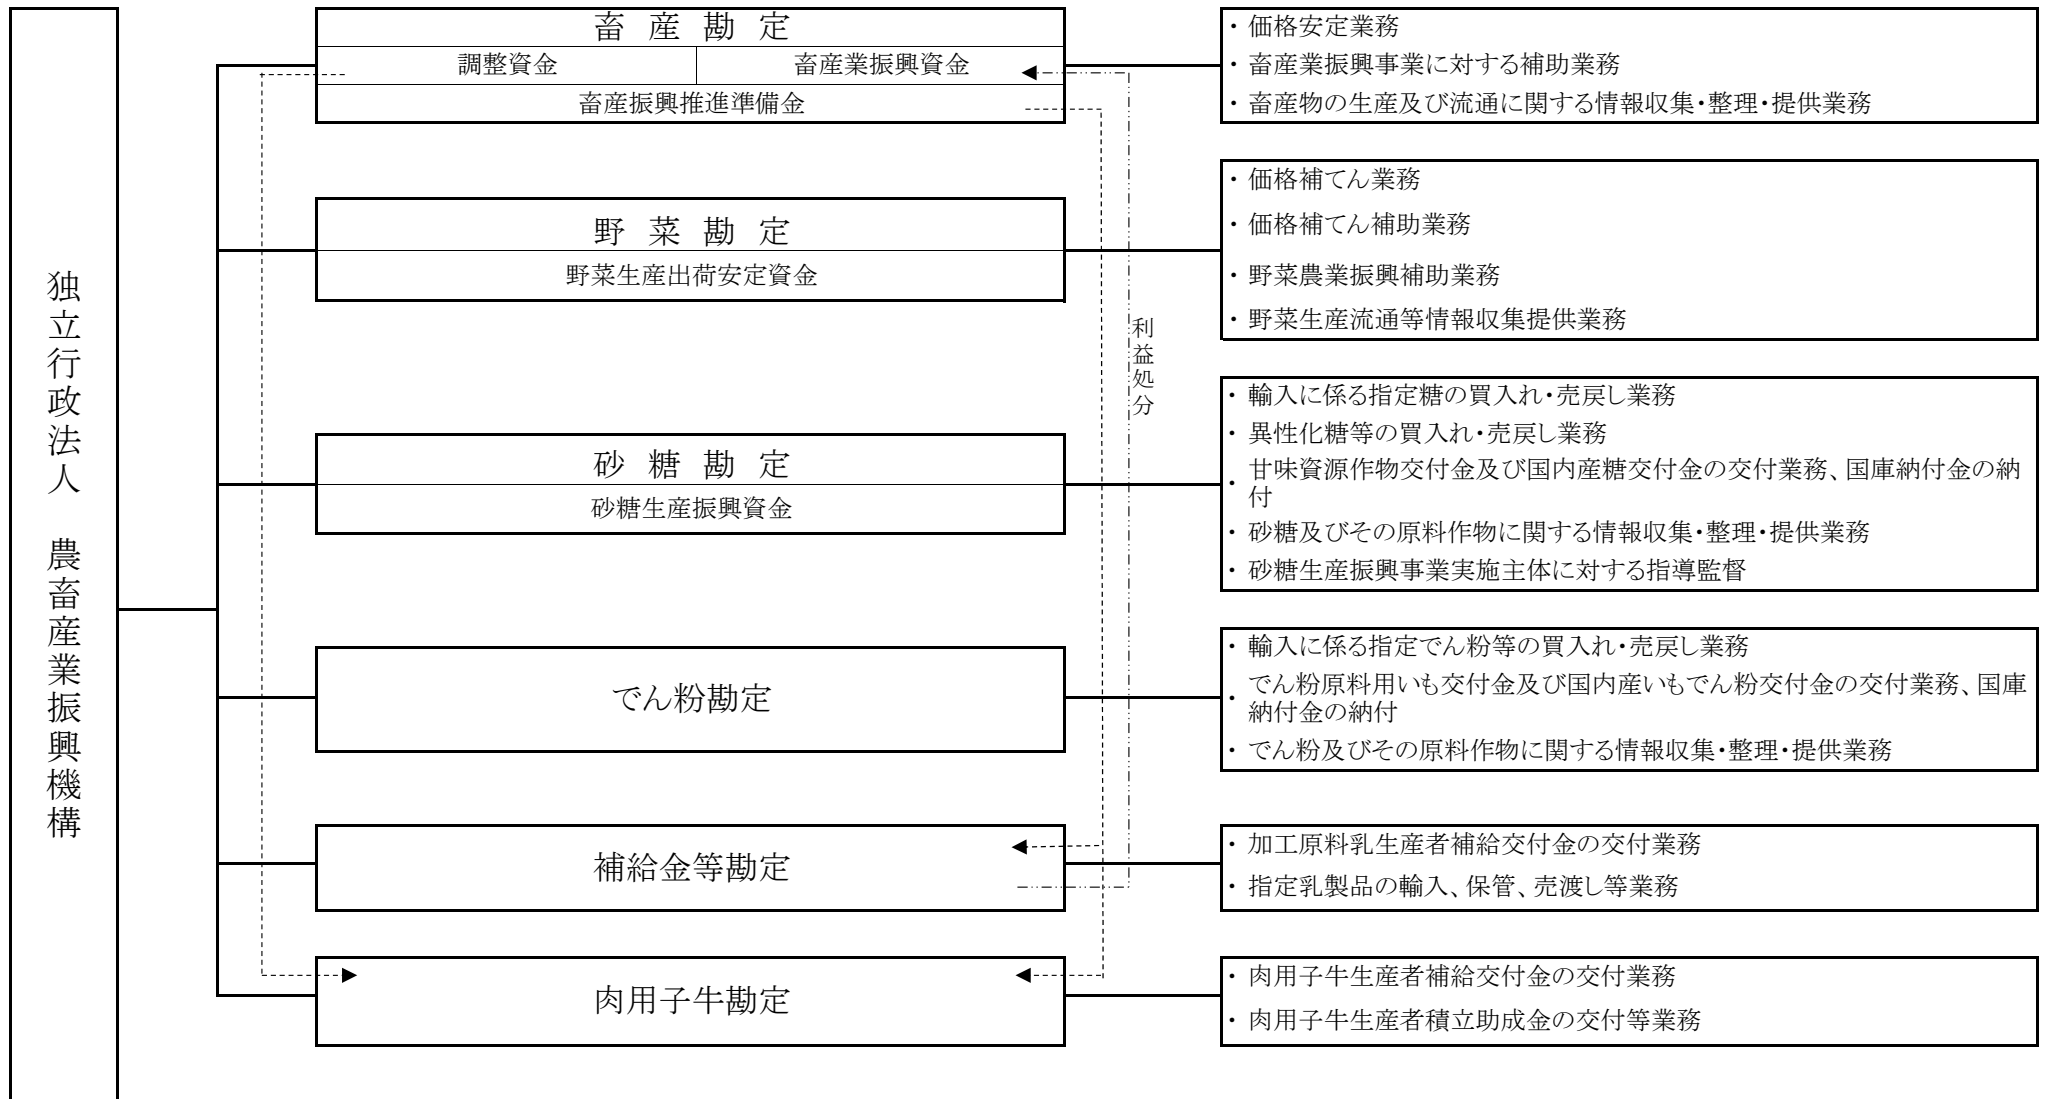 独立行政法人　農畜産業振興機構
畜産勘定
調整資金
畜産業振興資金
畜産振興推進準備金
・ 価格安定業務
・ 畜産業振興事業に対する補助業務
・ 畜産物の生産及び流通に関する情報収集・整理・提供業務
野菜勘定
野菜生産出荷安定資金
・ 価格補てん業務
・ 価格補てん補助業務
・ 野菜農業振興補助業務
・ 野菜生産流通等情報収集提供業務
利益処分
砂糖勘定
砂糖生産振興資金
・ 輸入に係る指定糖の買入れ・売戻し業務
・ 異性化糖等の買入れ・売戻し業務
・ 甘味資源作物交付金及び国内産糖交付金の交付業務、国庫納付金の納
付
・ 砂糖及びその原料作物に関する情報収集・整理・提供業務
・ 砂糖生産振興事業実施主体に対する指導監督
でん粉勘定
・ 輸入に係る指定でん粉等の買入れ・売戻し業務
・ でん粉原料用いも交付金及び国内産いもでん粉交付金の交付業務、国庫
納付金の納付
・ でん粉及びその原料作物に関する情報収集・整理・提供業務
補給金等勘定
・ 加工原料乳生産者補給交付金の交付業務
・ 指定乳製品の輸入、保管、売渡し等業務
肉用子牛勘定
・ 肉用子牛生産者補給交付金の交付業務
・ 肉用子牛生産者積立助成金の交付等業務